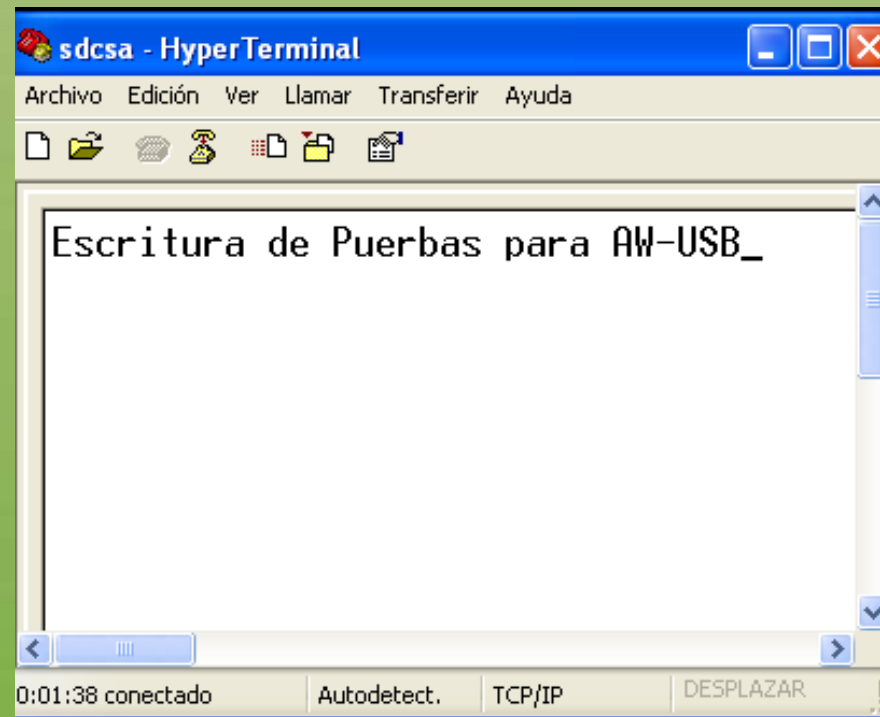 sdcsa - HyperTerminal
Archivo Edición Ver Llamar Transferir Ayuda
Escritura de Puerbas para AW-USB_
0:01:38 conectado Autodetect. TCP/IP DESPLAZAR